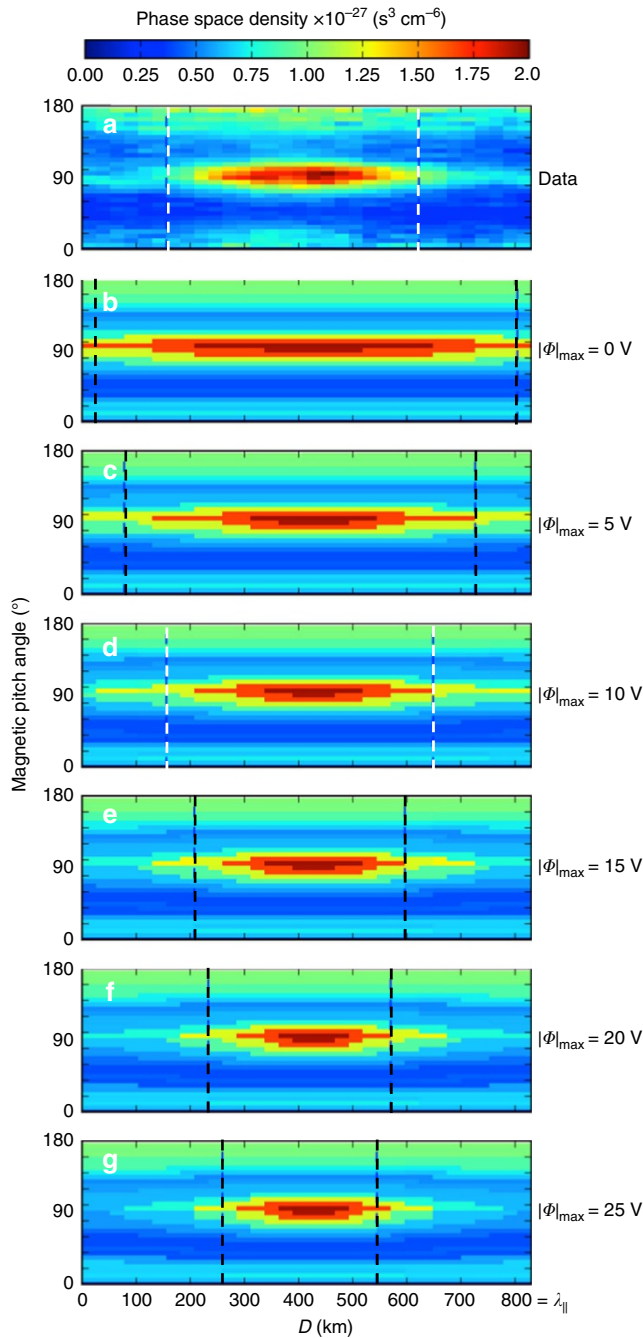 Phase space density ×10⁻²⁷ (s³ cm⁻⁶)
0.00 0.25 0.50 0.75 1.00 1.25 1.50 1.75 2.0
180
a
90
Data
0
180
b
90
|Φ|max = 0 V
0
180
c
90
|Φ|max = 5 V
0
180
d
90
|Φ|max = 10 V
0
180
e
90
|Φ|max = 15 V
0
180
f
90
|Φ|max = 20 V
0
180
g
90
|Φ|max = 25 V
0
Magnetic pitch angle (°)
0 100 200 300 400 500 600 700 800 = λ||
D (km)